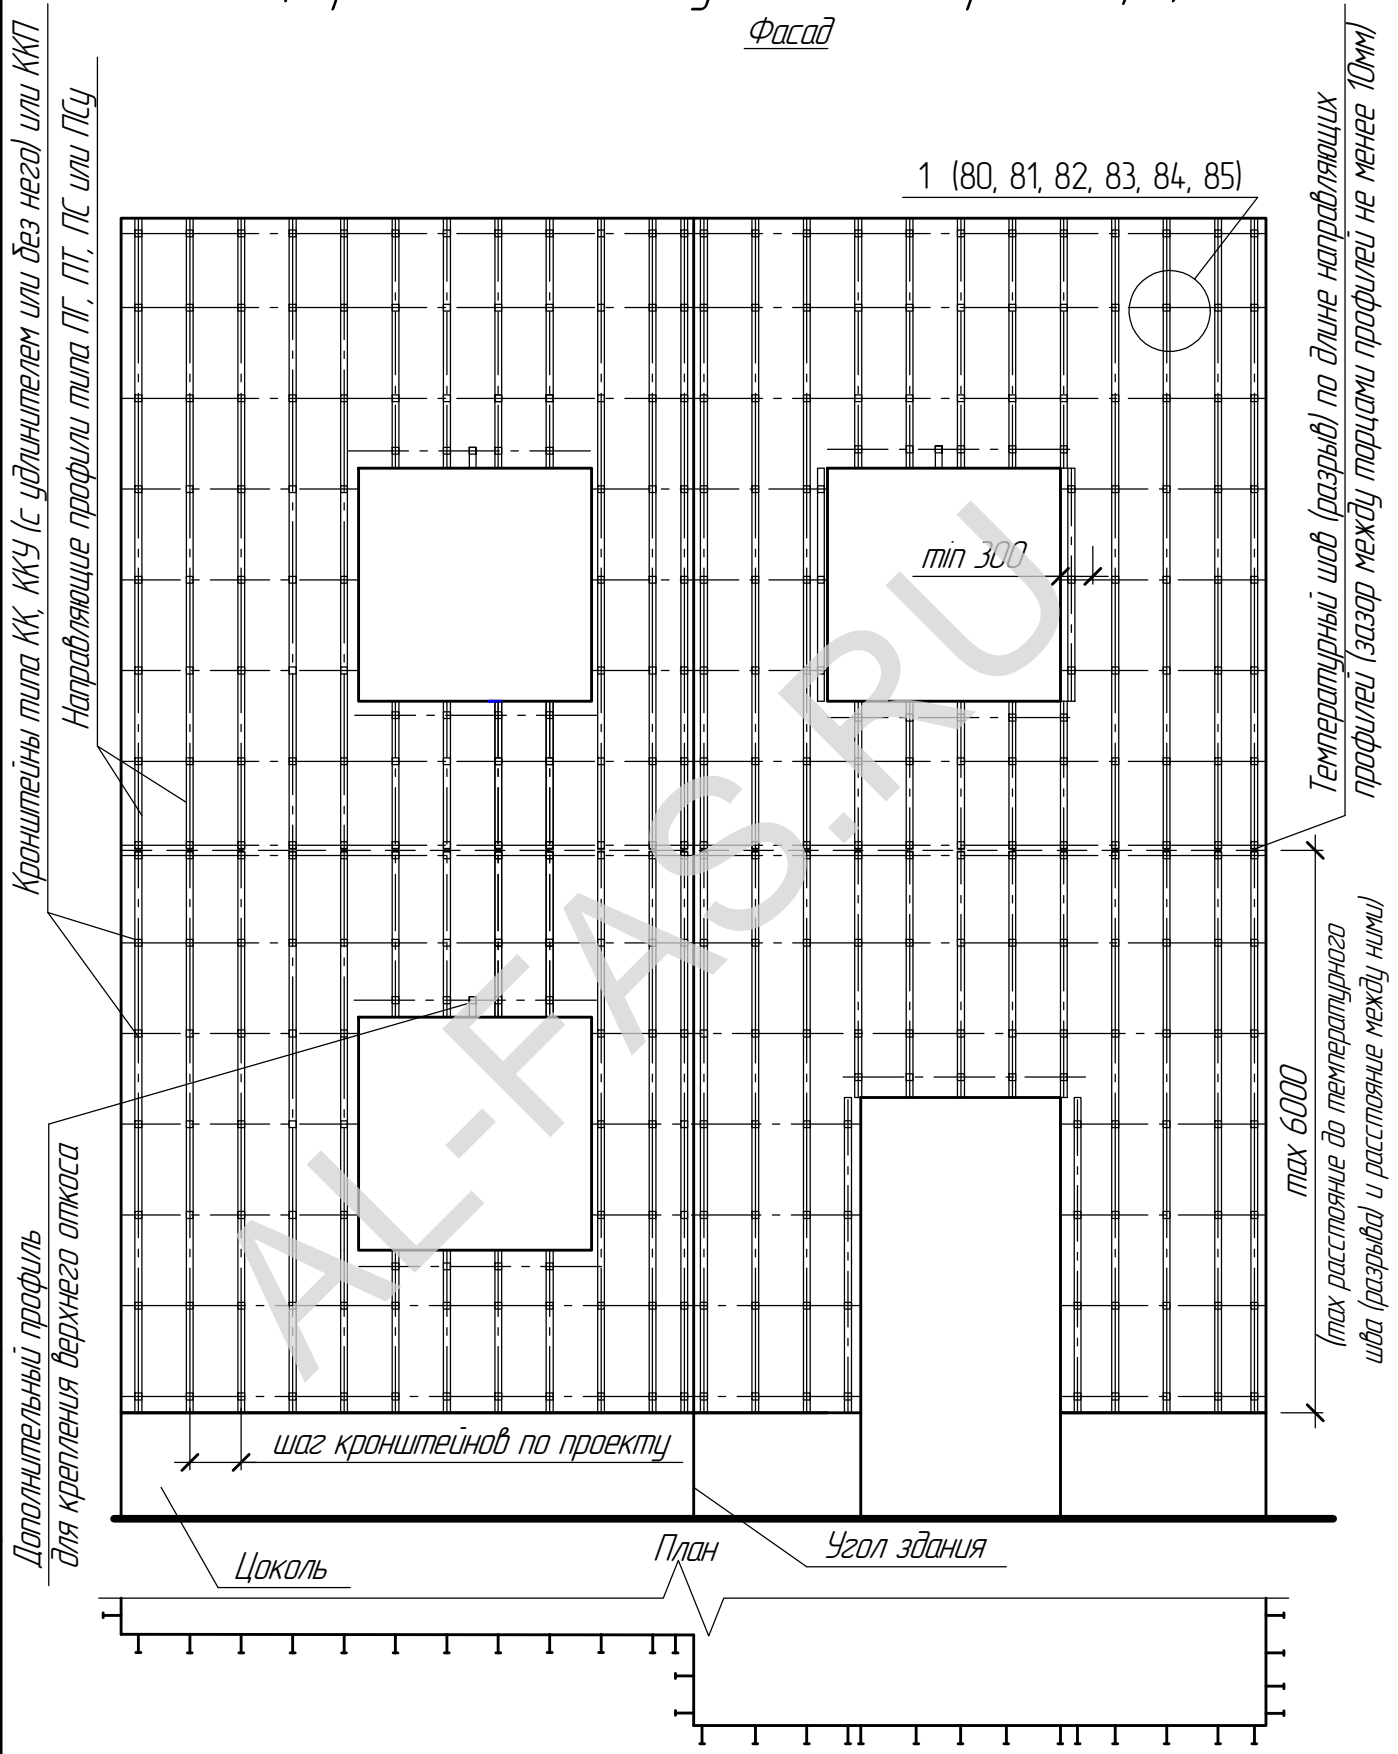 Фасад
1 (80, 81, 82, 83, 84, 85)
Кронштейны типа КК, ККУ (с удлинителем или без него) или ККП
Направляющие профили типа ПГ, ПТ, ПС или ПСу
Температурный шов (разрыв) по длине направляющих
профилей (зазор между торцами профилей не менее 10мм)
min 300
AL-FAS.RU
max 6000
(max расстояние до температурного
шва (разрыва) и расстояние между ними)
Дополнительный профиль
для крепления верхнего откоса
шаг кронштейнов по проекту
Цоколь
План
Угол здания